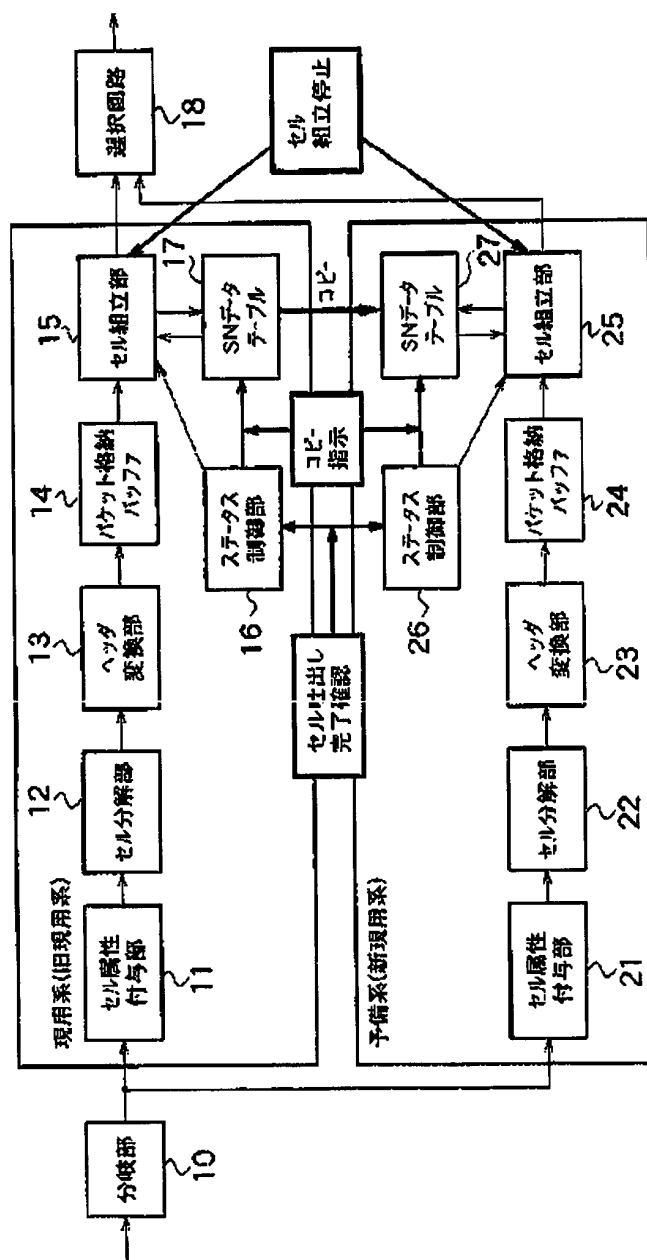 分岐部
10
現用系(旧現用系)
セル属性
付与部
11
セル分解部
12
ヘッダ
変換部
13
パケット格納
バッファ
14
セル組立部
15
ステータス
制御部
16
SNデータ
テーブル
17
選択回路
18
セル
組立停止
セル吐出し
完了確認
コピー
指示
コピー
予備系(新現用系)
セル属性
付与部
21
セル分解部
22
ヘッダ
変換部
23
パケット格納
バッファ
24
セル組立部
25
ステータス
制御部
26
SNデータ
テーブル
27